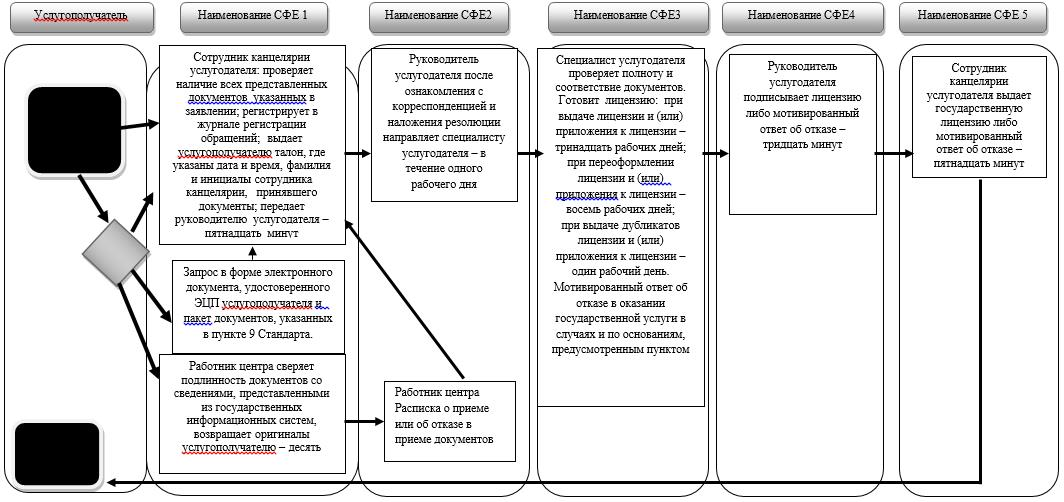 Услугополучатель
Наименование СФЕ 1
Наименование СФЕ2
Наименование СФЕ3
Наименование СФЕ4
Наименование СФЕ 5
Сотрудник канцелярии
услугодателя: проверяет
наличие всех представленных
документов указанных в
заявлении; регистрирует в
журнале регистрации
обращений; выдает
услугополучателю талон, где
указаны дата и время, фамилия
и инициалы сотрудника
канцелярии, принявшего
документы; передает
руководителю услугодателя –
пятнадцать минут
Запрос в форме электронного
документа, удостоверенного
ЭЦП услугополучателя и
пакет документов, указанных
в пункте 9 Стандарта.
Работник центра сверяет
подлинность документов со
сведениями, представленными
из государственных
информационных систем,
возвращает оригиналы
услугополучателю – десять
Руководитель
услугодателя после
ознакомления с
корреспонденцией и
наложения резолюции
направляет специалисту
услугодателя – в
течение одного
рабочего дня
Работник центра
Расписка о приеме
или об отказе в
приеме документов
Специалист услугодателя
проверяет полноту и
соответствие документов.
Готовит лицензию: при
выдаче лицензии и (или)
приложения к лицензии –
тринадцать рабочих дней;
при переоформлении
лицензии и (или)
приложения к лицензии –
восемь рабочих дней;
при выдаче дубликатов
лицензии и (или)
приложения к лицензии –
один рабочий день.
Мотивированный ответ об
отказе в оказании
государственной услуги в
случаях и по основаниям,
предусмотренным пунктом
Руководитель
услугодателя
подписывает лицензию
либо мотивированный
ответ об отказе –
тридцать минут
Сотрудник
канцелярии
услугодателя выдает
государственную
лицензию либо
мотивированный
ответ об отказе –
пятнадцать минут